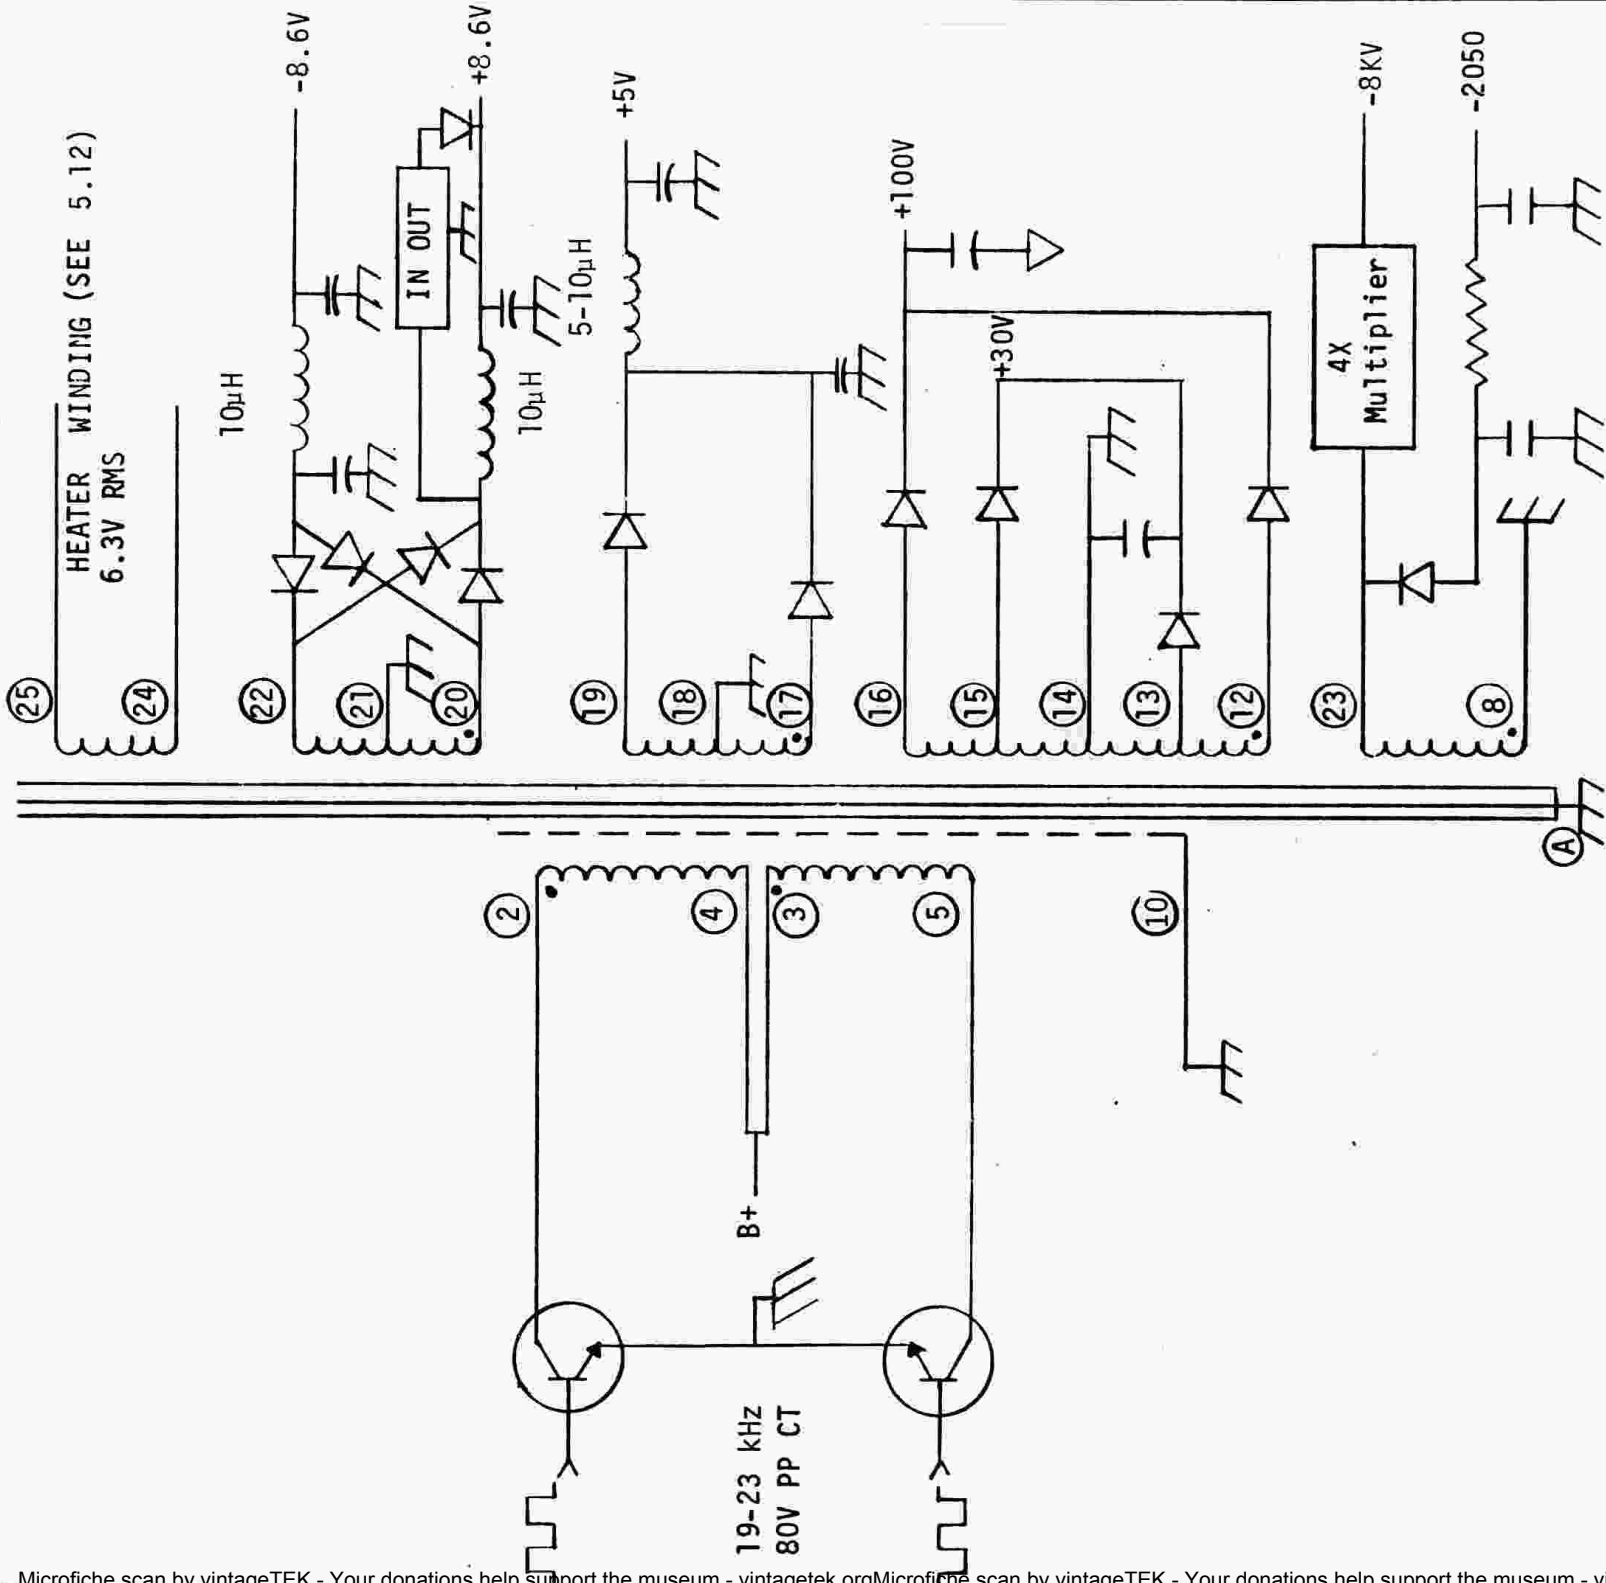 HEATER WINDING (SEE 5.12)
6.3V RMS
25
24
10μH
-8.6V
22
21
20
IN OUT
+8.6V
10μH
5-10μH
+5V
19
18
17
+100V
+30V
16
15
14
13
12
-8KV
4X
Multiplier
-2050
23
8
A
2
4
3
5
10
B+
19-23 kHz
80V PP CT
Microfiche scan by vintageTEK - Your donations help support the museum - vintagetek.orgMicrofiche scan by vintageTEK - Your donations help support the museum - vi